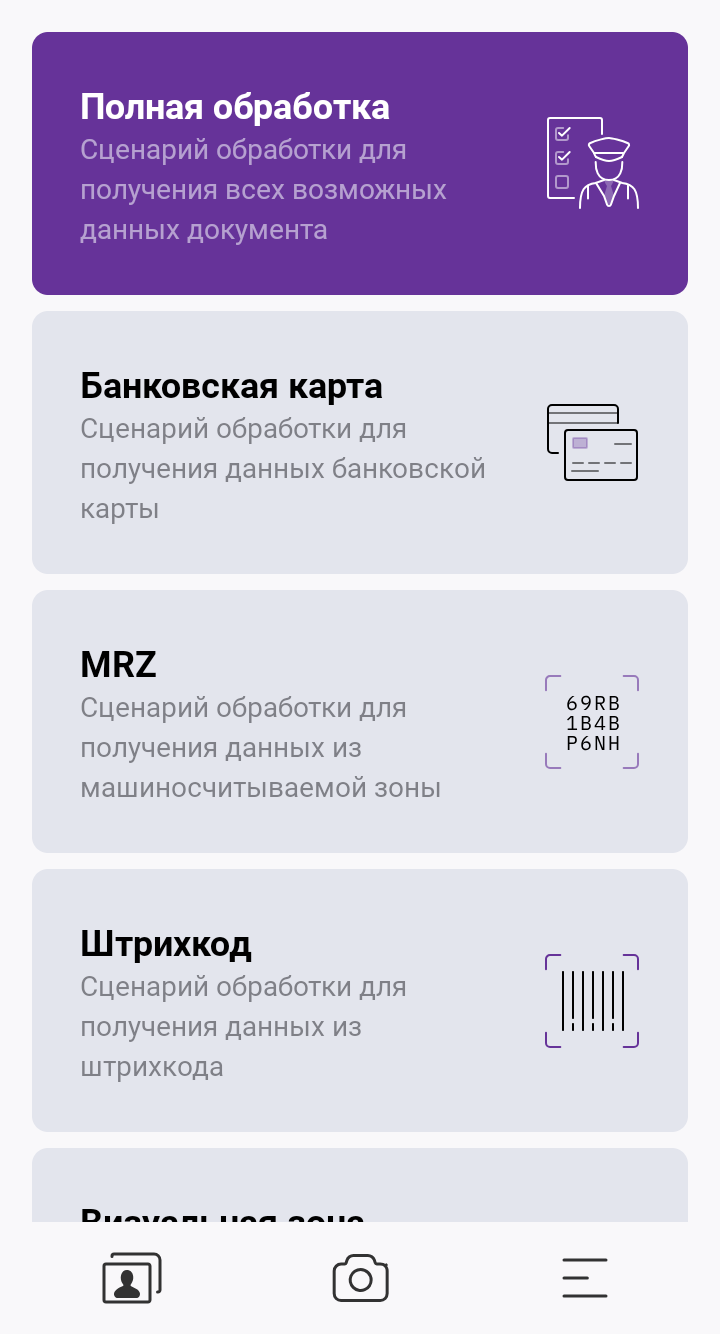 Полная обработка
Сценарий обработки для
получения всех возможных
данных документа
Банковская карта
Сценарий обработки для
получения данных банковской
карты
MRZ
Сценарий обработки для
получения данных из
машиносчитываемой зоны
69RB
1B4B
P6NH
Штрихкод
Сценарий обработки для
получения данных из
штрихкода
Визуальная зона